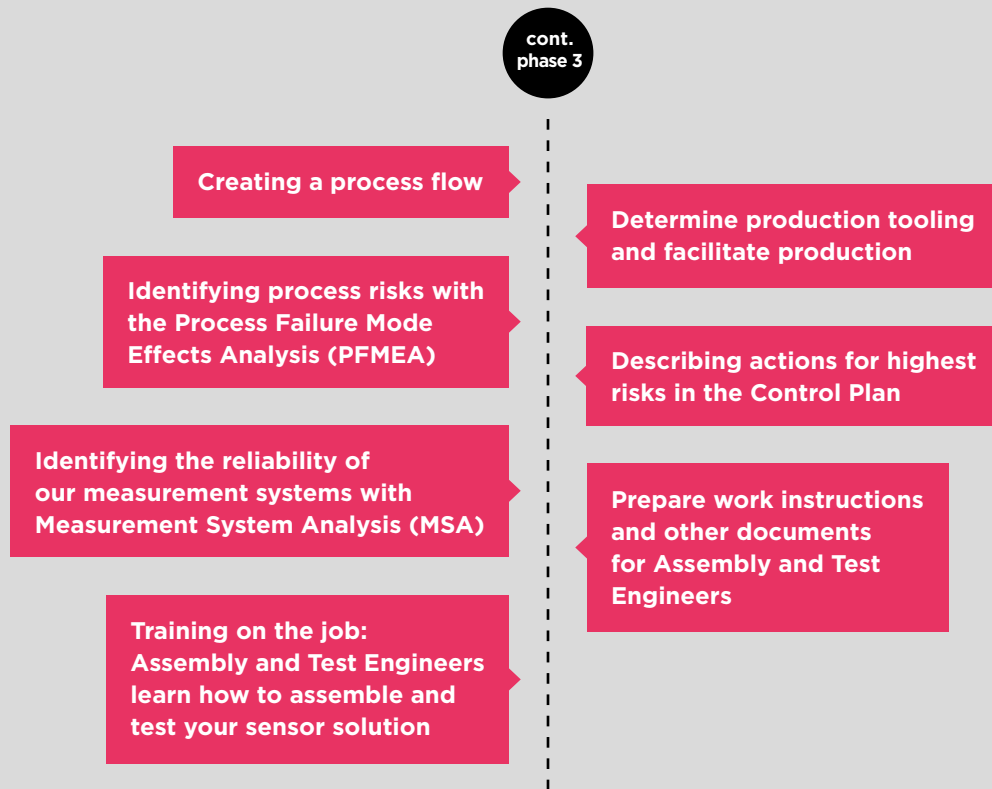 cont.
phase 3
Creating a process flow
Determine production tooling
and facilitate production
Identifying process risks with
the Process Failure Mode
Effects Analysis (PFMEA)
Describing actions for highest
risks in the Control Plan
Identifying the reliability of
our measurement systems with
Measurement System Analysis (MSA)
Prepare work instructions
and other documents
for Assembly and Test
Engineers
Training on the job:
Assembly and Test Engineers
learn how to assemble and
test your sensor solution